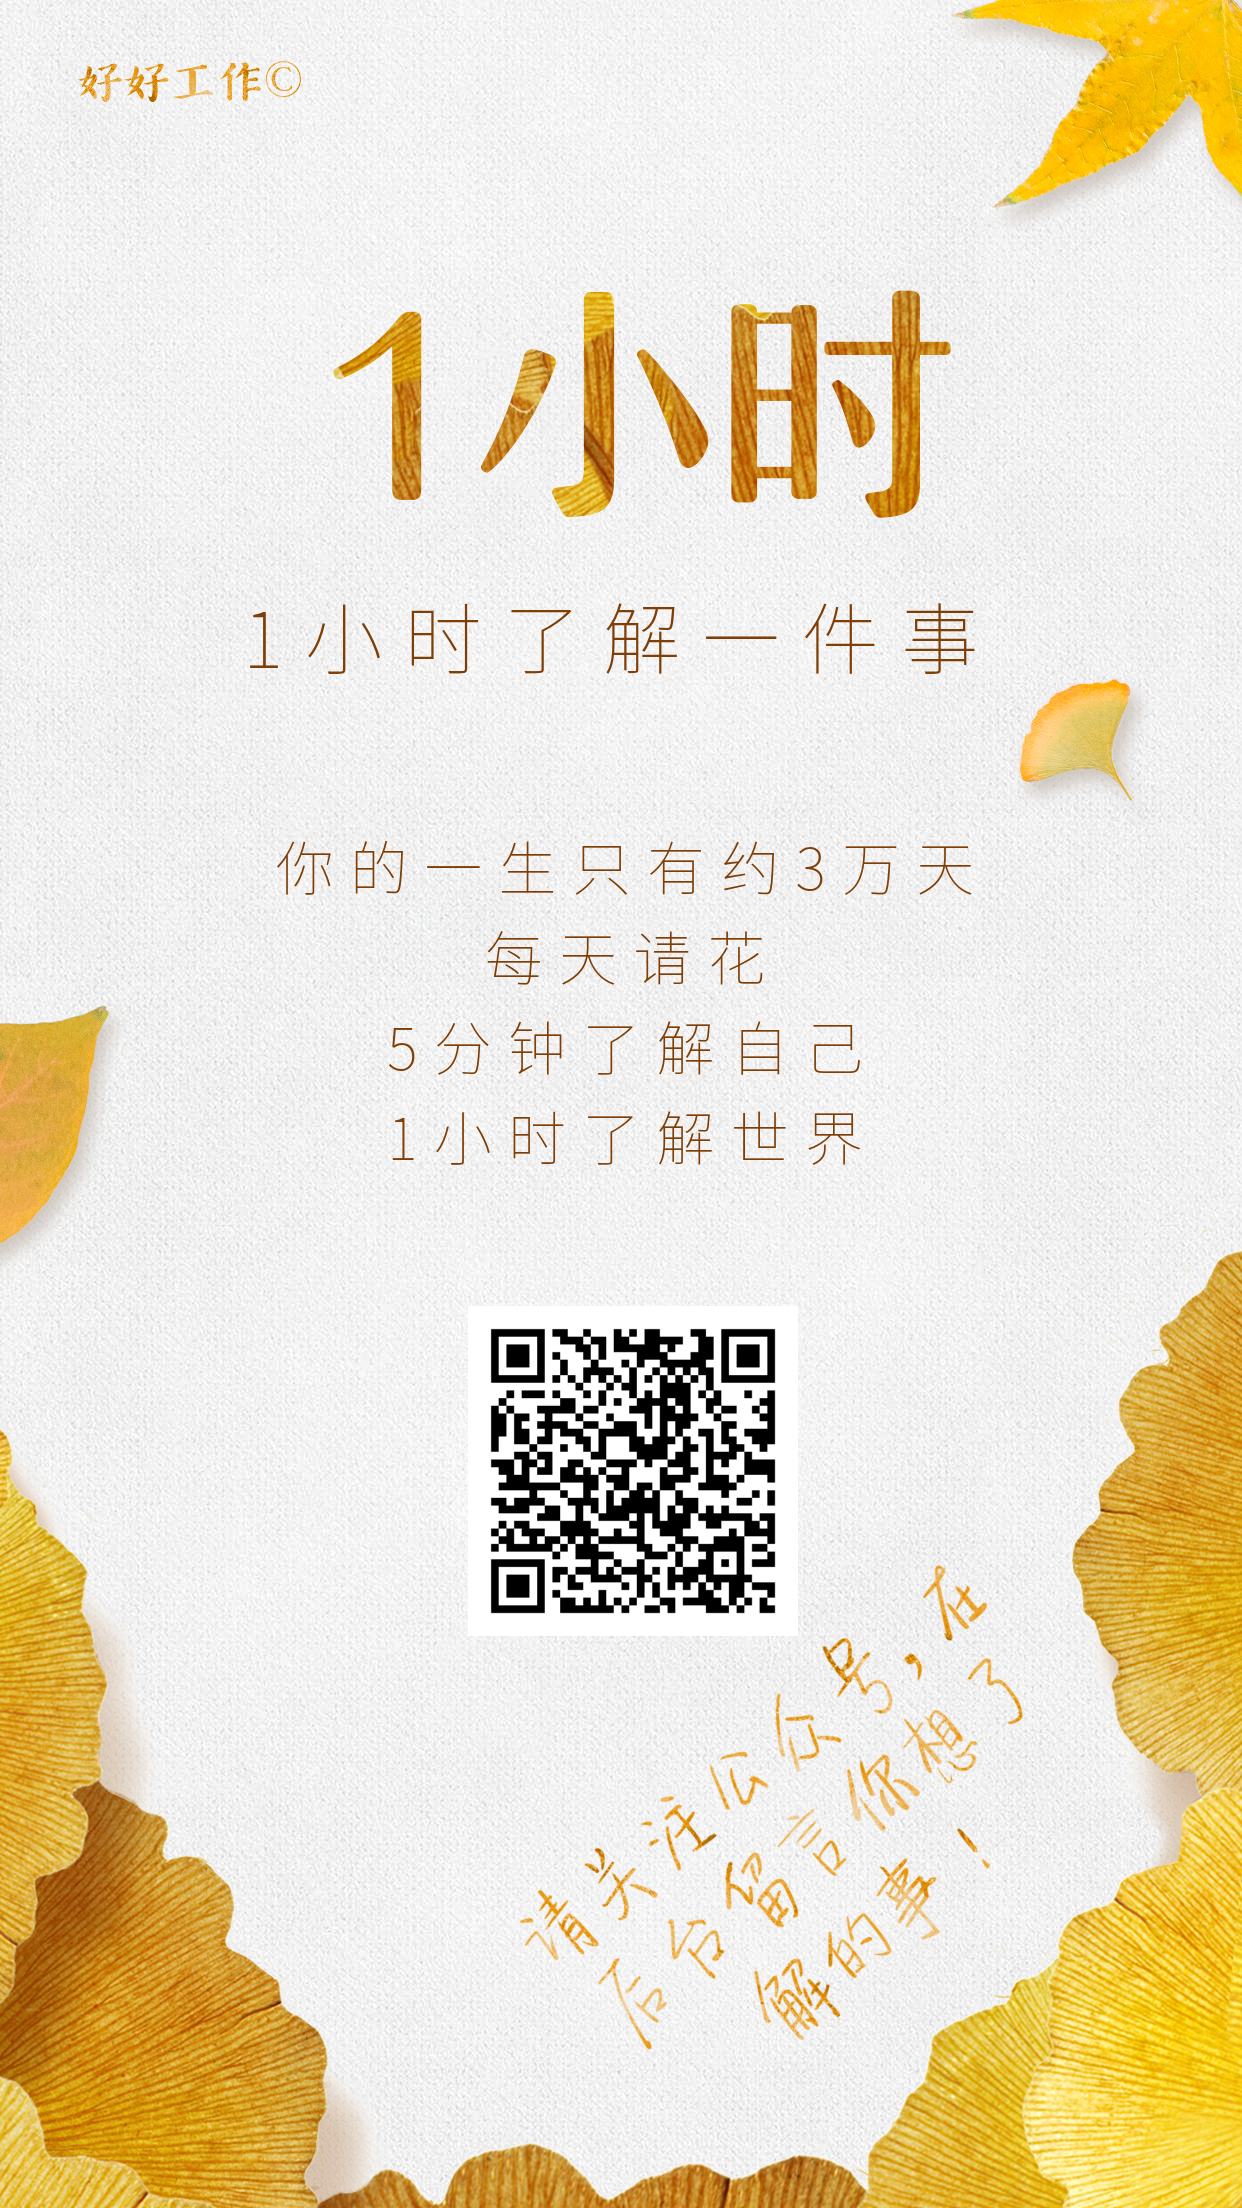 好好工作©
1小时
1小时了解一件事
你的一生只有约3万天
每天请花
5分钟了解自己
1小时了解世界
请关注公众号，在
后台留言你想了
解的事！